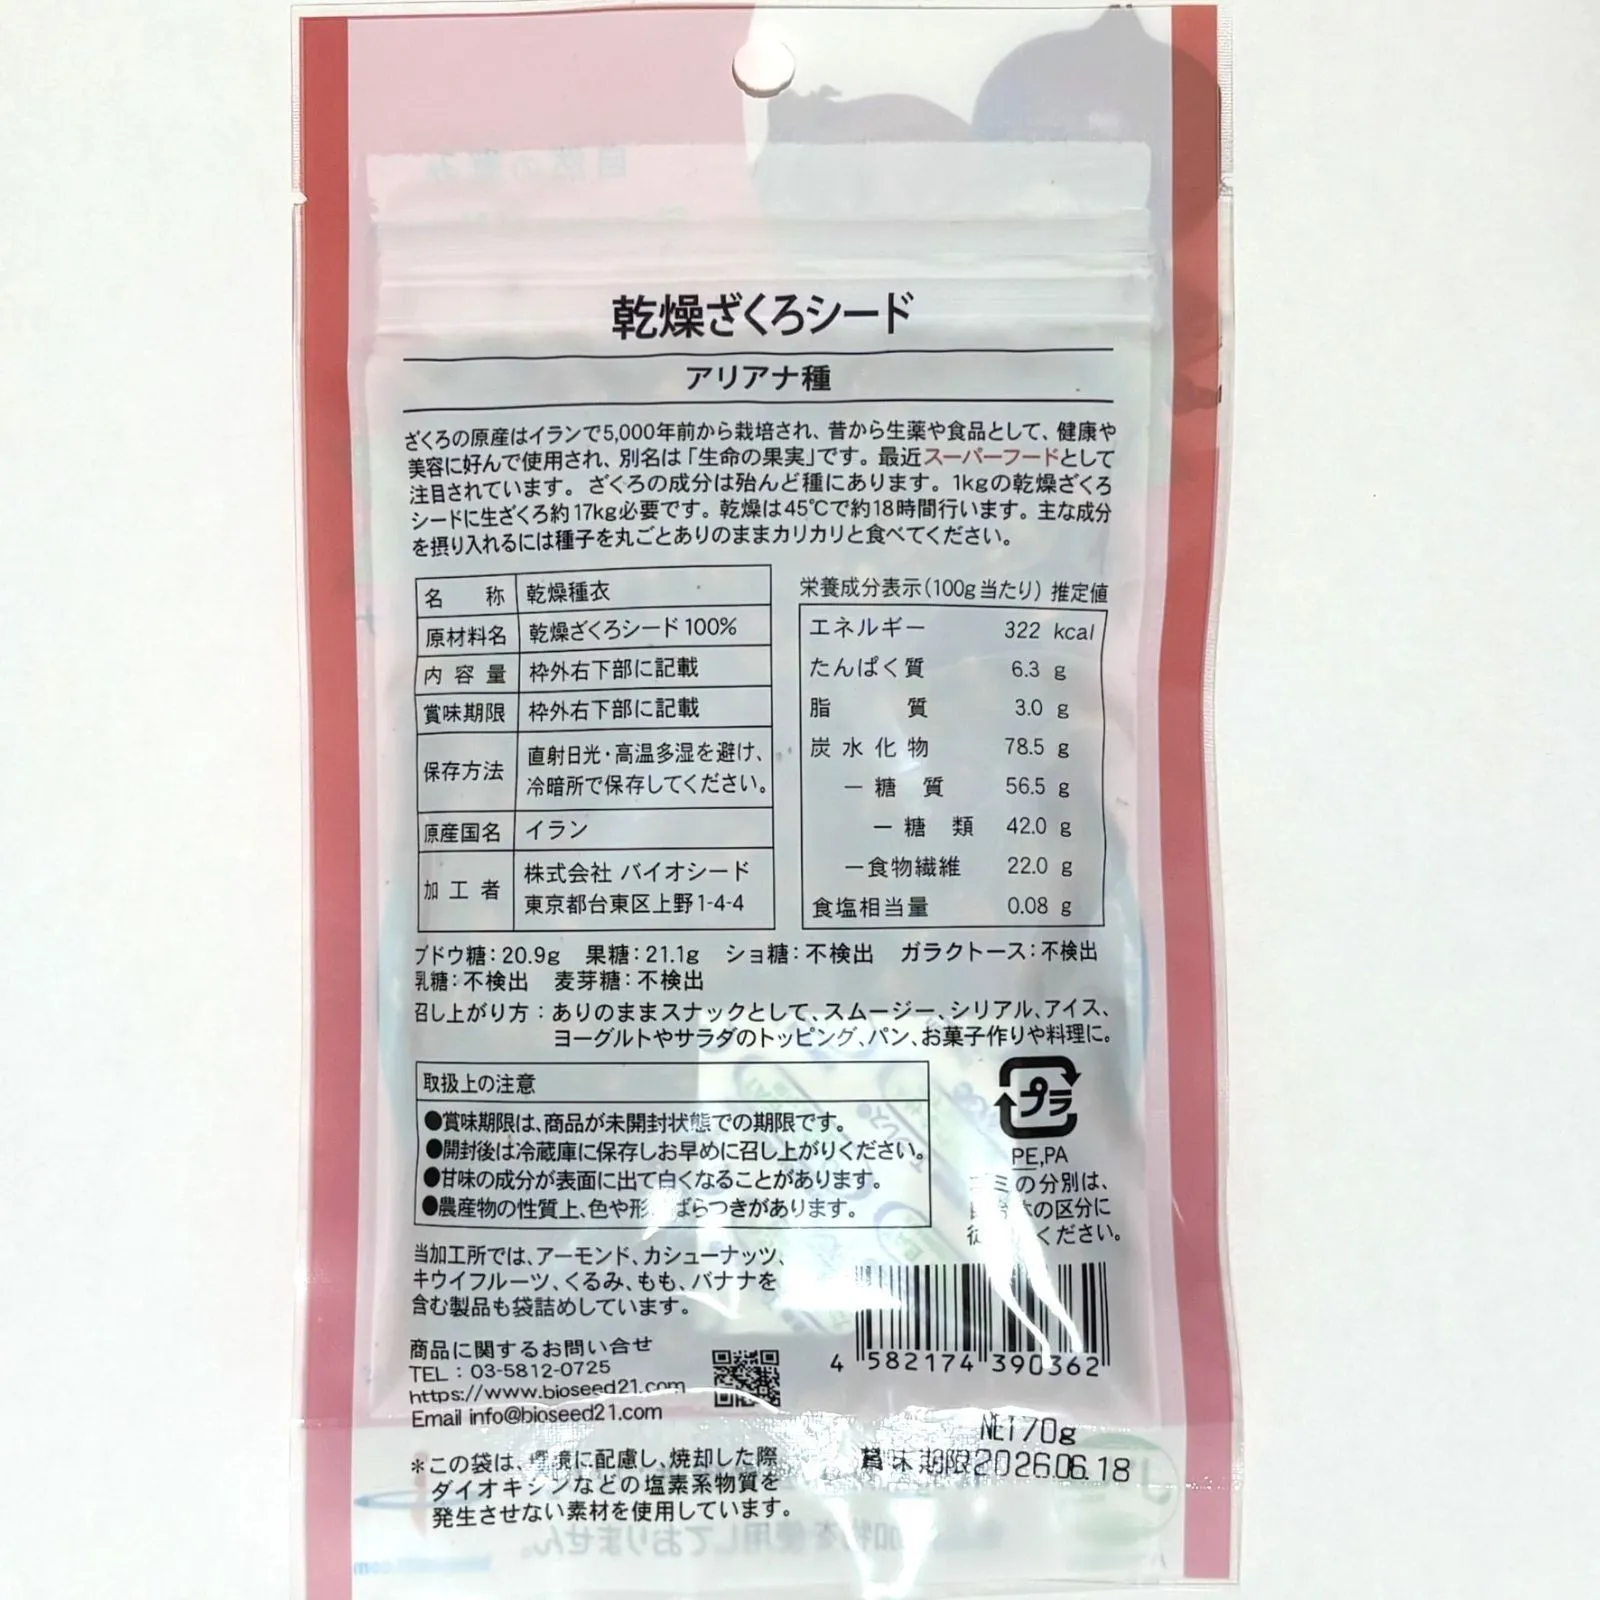 乾燥ざくろシード
アリアナ種
ざくろの原産はイランで5,000年前から栽培され、昔から生薬や食品として、健康や
美容に好んで使用され、別名は「生命の果実」です。最近スーパーフードとして
注目されています。ざくろの成分は殆んど種にあります。1kgの乾燥ざくろ
シードに生ざくろ約17kg必要です。乾燥は45℃で約18時間行います。主な成分
を摂り入れるには種子を丸ごとありのままカリカリと食べてください。
名称 乾燥種衣
原材料名 乾燥ざくろシード100%
内容量 枠外右下部に記載
賞味期限 枠外右下部に記載
保存方法 直射日光・高温多湿を避け、
冷暗所で保存してください。
原産国名 イラン
加工者 株式会社 バイオシード
東京都台東区上野1-4-4
栄養成分表示(100g当たり) 推定値
エネルギー 322 kcal
たんぱく質 6.3 g
脂質 3.0 g
炭水化物 78.5 g
ー糖質 56.5 g
ー糖類 42.0 g
ー食物繊維 22.0 g
食塩相当量 0.08 g
ブドウ糖:20.9g 果糖:21.1g ショ糖:不検出 ガラクトース:不検出
乳糖:不検出 麦芽糖:不検出
召し上がり方:ありのままスナックとして、スムージー、シリアル、アイス、
ヨーグルトやサラダのトッピング、パン、お菓子作りや料理に。
取扱上の注意
●賞味期限は、商品が未開封状態での期限です。
●開封後は冷蔵庫に保存しお早めに召し上がりください。
●甘味の成分が表面に出て白くなることがあります。
●農産物の性質上、色や形、ばらつきがあります。
プラ
PE,PA
の分別は、
の区分に
ください。
当加工所では、アーモンド、カシューナッツ、
キウイフルーツ、くるみ、もも、バナナを
含む製品も袋詰めしています。
商品に関するお問い合せ
TEL : 03-5812-0725
https://www.bioseed21.com
Email info@bioseed21.com
4 582174 390362
NET70g
賞味期限2026.06.18
*この袋は、環境に配慮し、焼却した際
ダイオキシンなどの塩素系物質を
発生させない素材を使用しています。